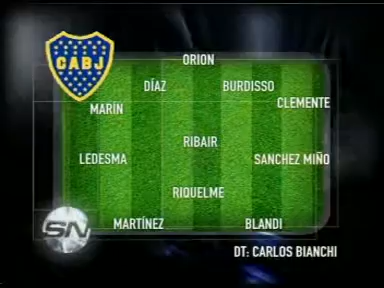 CABJ
ORION
DÍAZ
BURDISSO
MARÍN
CLEMENTE
RIBAIR
LEDESMA
SANCHEZ MIÑO
RIQUELME
MARTÍNEZ
BLANDI
SN
DT: CARLOS BIANCHI